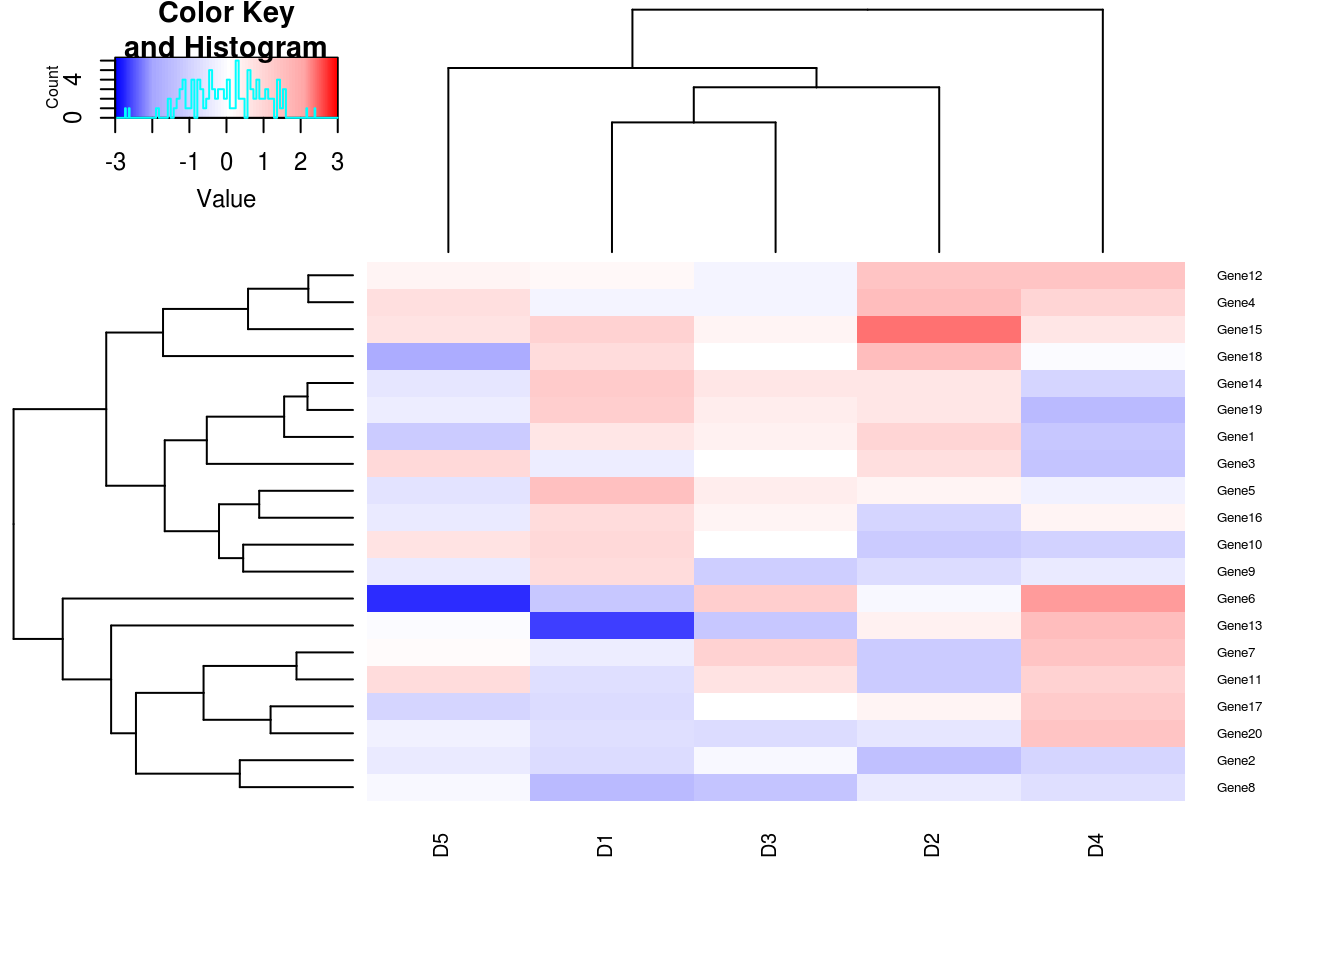 Color Key
and Histogram
Count
0 4
-3 -1 0 1 2 3
Value
Gene12
Gene4
Gene15
Gene18
Gene14
Gene19
Gene1
Gene3
Gene5
Gene16
Gene10
Gene9
Gene6
Gene13
Gene7
Gene11
Gene17
Gene20
Gene2
Gene8
D5 D1 D3 D2 D4